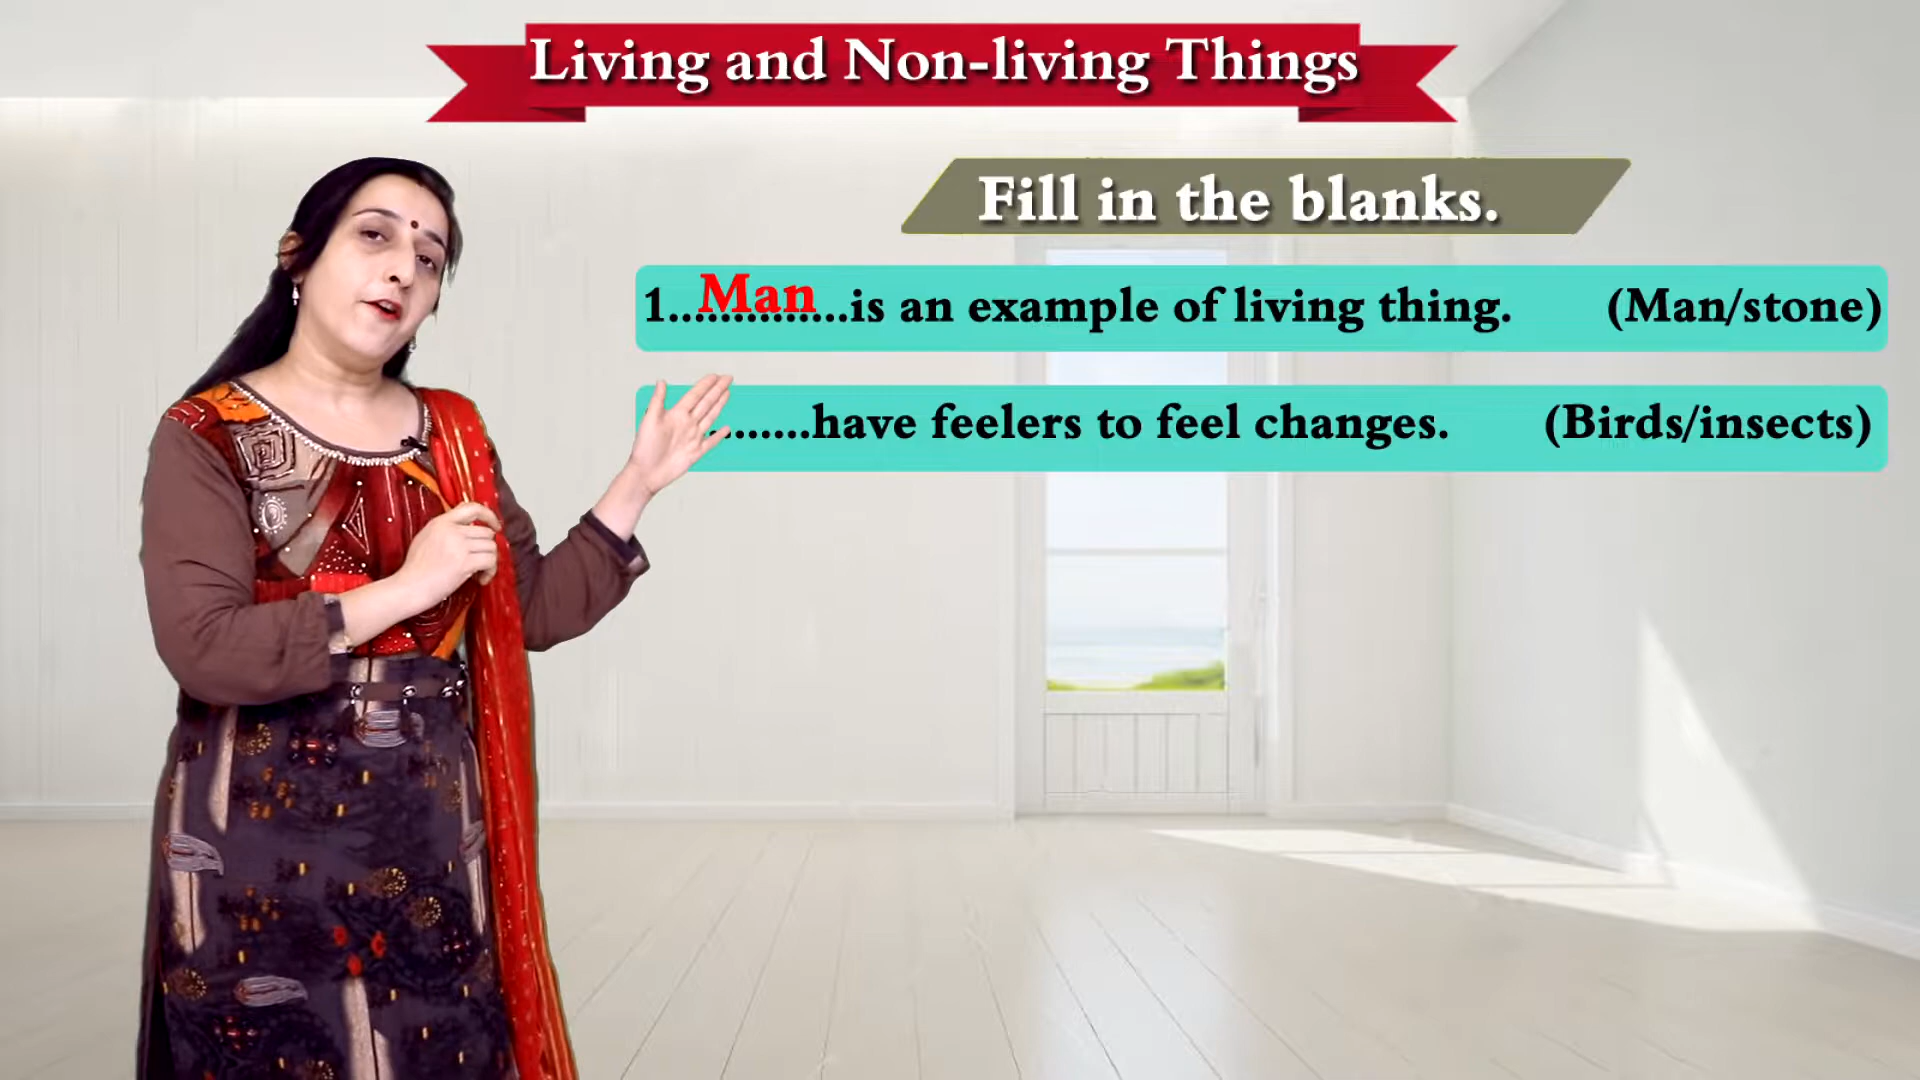 Living and Non-living Things
Fill in the blanks.
1..Man..............is an example of living thing. (Man/stone)
........have feelers to feel changes. (Birds/insects)